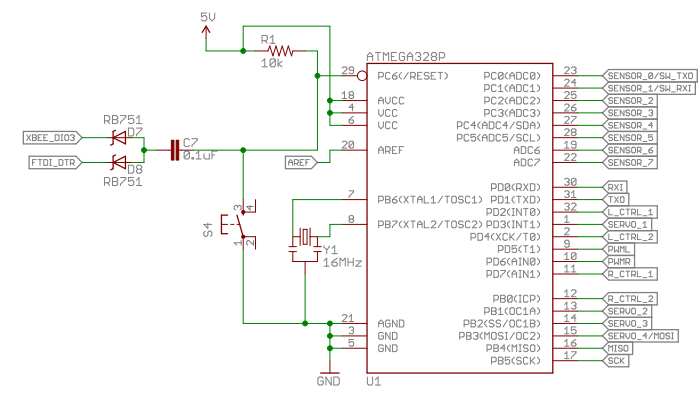 5V
R1
10k
ATMEGA328P
29 PC6(/RESET) PC0(ADC0) 23 SENSOR_0/SW_TXO
PC1(ADC1) 24 SENSOR_1/SW_RXI
18 AVCC PC2(ADC2) 25 SENSOR_2
4 VCC PC3(ADC3) 26 SENSOR_3
6 VCC PC4(ADC4/SDA) 27 SENSOR_4
PC5(ADC5/SCL) 28 SENSOR_5
20 AREF ADC6 19 SENSOR_6
AREF ADC7 22 SENSOR_7
RB751
XBEE_DIO3 D7
C7
0.1uF
FTDI_DTR D8
RB751
PD0(RXD) 30 RXI
7 PB6(XTAL1/TOSC1) PD1(TXD) 31 TXO
PD2(INT0) 32 L_CTRL_1
8 PB7(XTAL2/TOSC2) PD3(INT1) 1 SERVO_1
PD4(XCK/T0) 2 L_CTRL_2
PD5(T1) 9 PWML
PD6(AIN0) 10 PWMR
PD7(AIN1) 11 R_CTRL_1
S4
3 4
1 2
Y1
16MHz
PB0(ICP) 12 R_CTRL_2
PB1(OC1A) 13 SERVO_2
21 AGND PB2(SS/OC1B) 14 SERVO_3
3 GND PB3(MOSI/OC2) 15 SERVO_4/MOSI
5 GND PB4(MISO) 16 MISO
PB5(SCK) 17 SCK
GND
U1